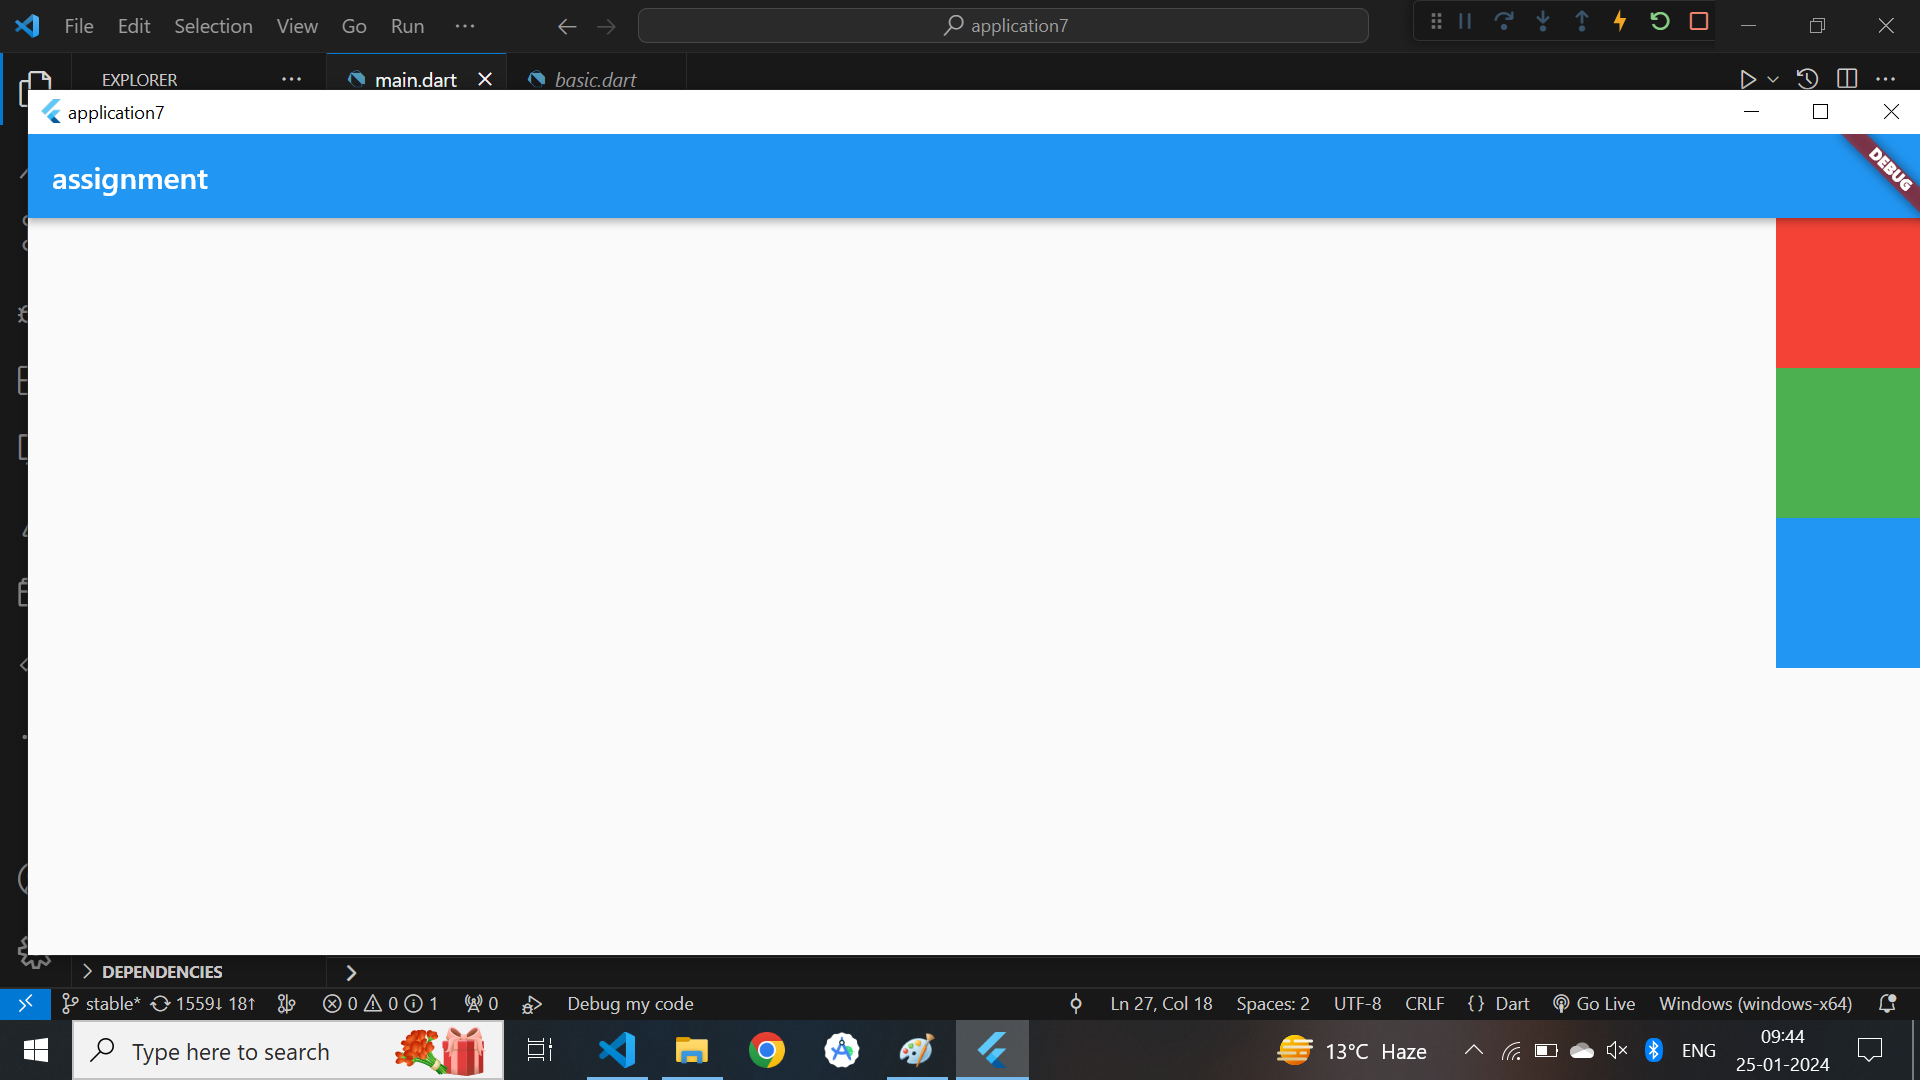 File Edit Selection View Go Run ··· application7
EXPLORER ··· main.dart basic.dart ···
application7
assignment
DEBUG
DEPENDENCIES
stable* 1559↓ 18↑ 0 0 1 0 Debug my code Ln 27, Col 18 Spaces: 2 UTF-8 CRLF {} Dart Go Live Windows (windows-x64)
Type here to search 13°C Haze ENG 09:44
25-01-2024